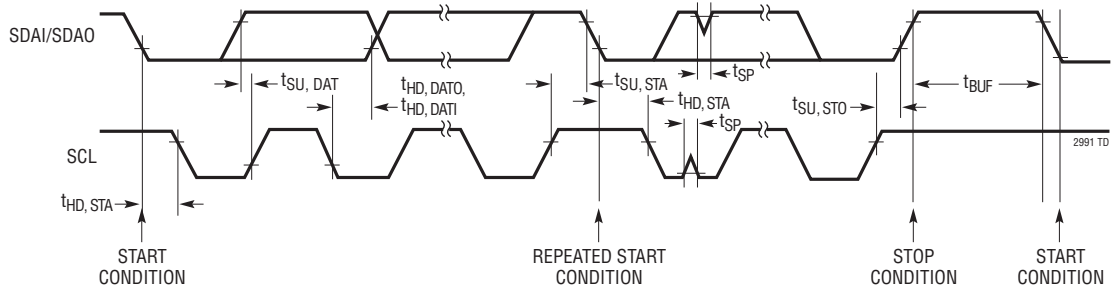 SDAI/SDAO
tSU, DAT
tHD, DATO,
tHD, DATI
tSU, STA
tHD, STA
tSP
tSP
tSU, STO
tBUF
SCL
2991 TD
tHD, STA
START
CONDITION
REPEATED START
CONDITION
STOP
CONDITION
START
CONDITION